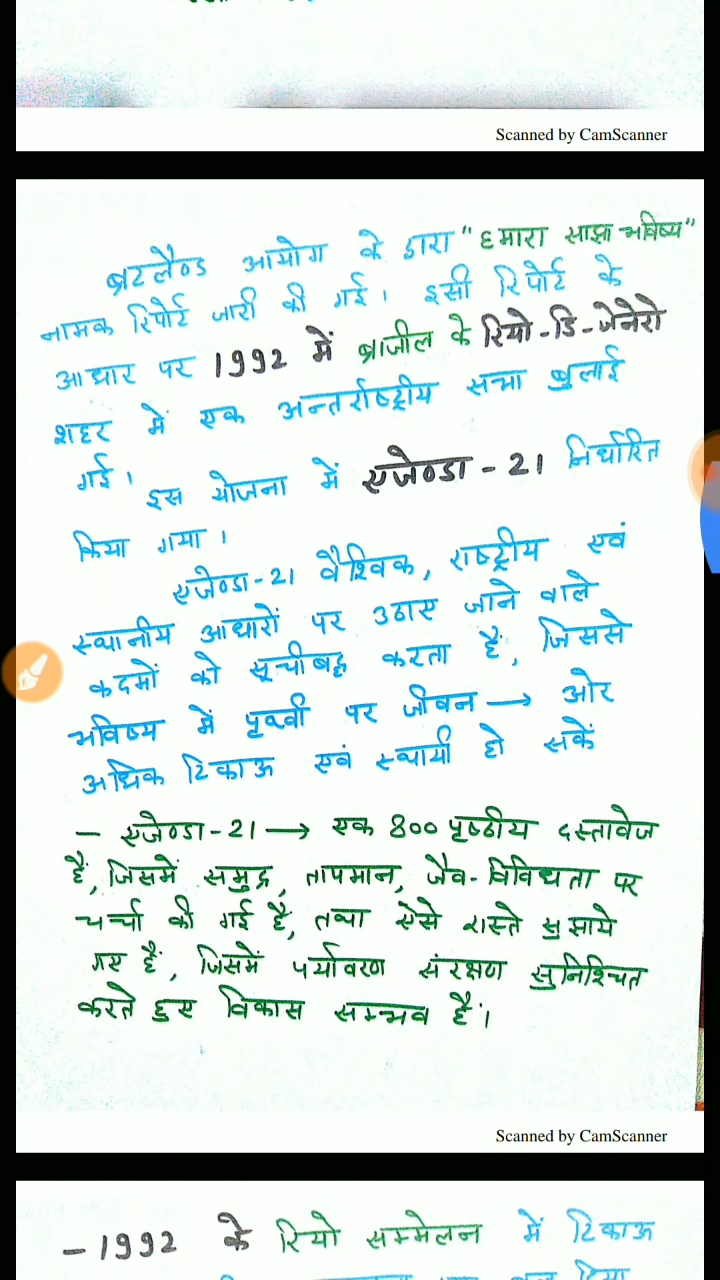 Scanned by CamScanner
ब्रटलैण्ड आयोग के द्वारा "हमारा साझा भविष्य"
नामक रिपोर्ट जारी की गई। इसी रिपोर्ट के
आधार पर 1992 में ब्राजील के रियो-डि-जेनेरो
शहर में एक अन्तर्राष्ट्रीय सभा बुलाई
गई।
इस योजना में एजेण्डा-21 निर्धारित
किया गया।
एजेण्डा-21 वैश्विक, राष्ट्रीय एवं
स्थानीय आधारों पर उठाए जाने वाले
कदमों को सूचीबद्ध करता है, जिससे
भविष्य में पृथ्वी पर जीवन → ओर
अधिक टिकाऊ एवं स्थायी हो सकें
- एजेण्डा-21 → एक 800 पृष्ठीय दस्तावेज
है, जिसमें समुद्र, तापमान, जैव-विविधता पर
चर्चा की गई है, तथा ऐसे रास्ते सुझाये
गए है, जिसमें पर्यावरण संरक्षण सुनिश्चित
करते हुए विकास सम्भव है।
Scanned by CamScanner
- 1992 के रियो सम्मेलन में टिकाऊ